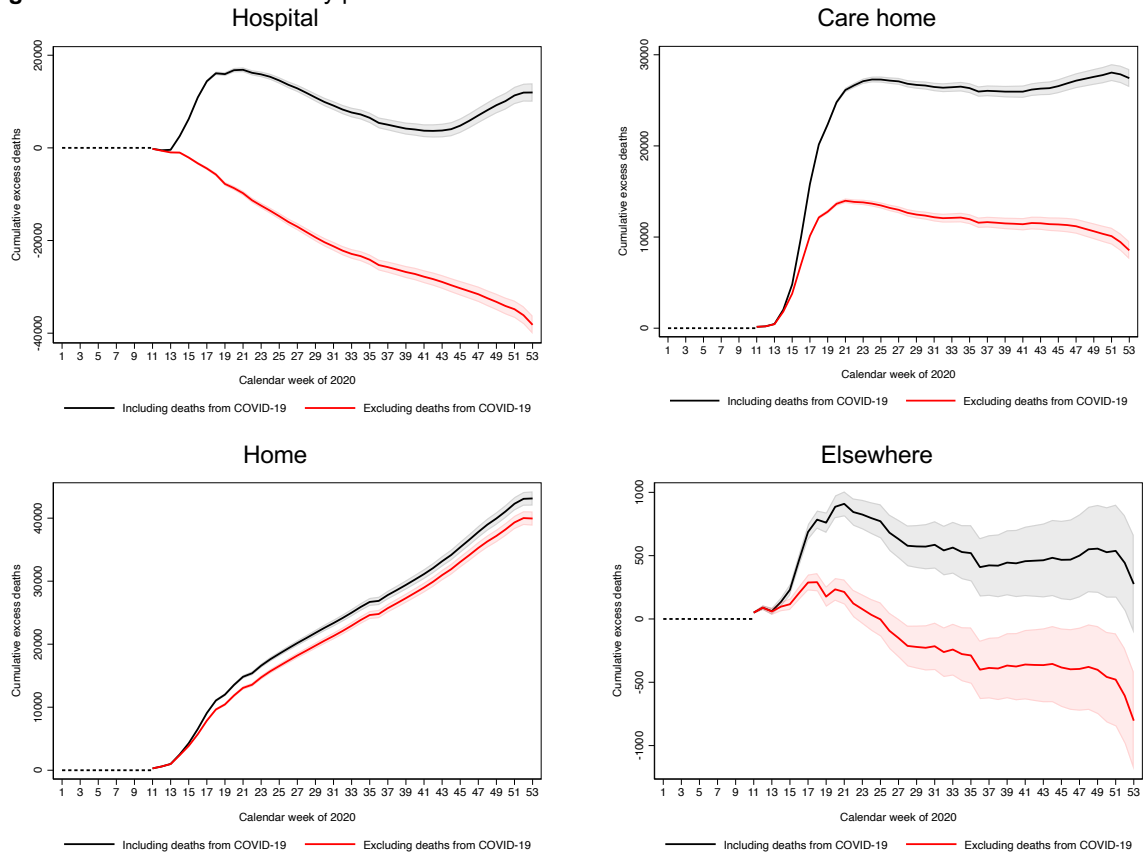 Hospital
20000
0
-20000
-40000
Cumulative excess deaths
1 3 5 7 9 11 13 15 17 19 21 23 25 27 29 31 33 35 37 39 41 43 45 47 49 51 53
Calendar week of 2020
Including deaths from COVID-19 Excluding deaths from COVID-19
Care home
30000
20000
10000
0
Cumulative excess deaths
1 3 5 7 9 11 13 15 17 19 21 23 25 27 29 31 33 35 37 39 41 43 45 47 49 51 53
Calendar week of 2020
Including deaths from COVID-19 Excluding deaths from COVID-19
Home
40000
30000
20000
10000
0
Cumulative excess deaths
1 3 5 7 9 11 13 15 17 19 21 23 25 27 29 31 33 35 37 39 41 43 45 47 49 51 53
Calendar week of 2020
Including deaths from COVID-19 Excluding deaths from COVID-19
Elsewhere
1000
500
0
-500
-1000
Cumulative excess deaths
1 3 5 7 9 11 13 15 17 19 21 23 25 27 29 31 33 35 37 39 41 43 45 47 49 51 53
Calendar week of 2020
Including deaths from COVID-19 Excluding deaths from COVID-19